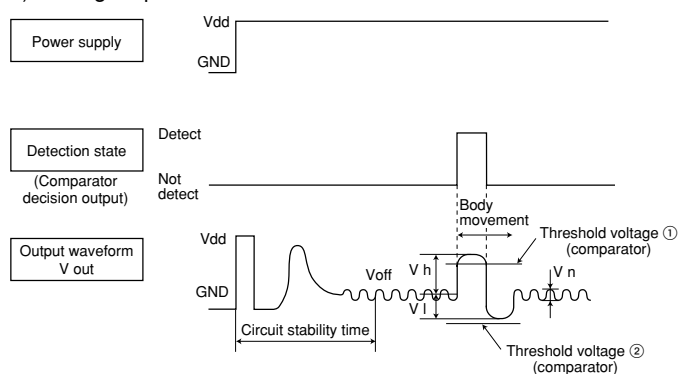 Power supply
Vdd
GND
Detection state
(Comparator
decision output)
Detect
Not
detect
Output waveform
V out
Vdd
GND
Voff
Circuit stability time
V h
V l
Body
movement
Threshold voltage ①
(comparator)
V n
Threshold voltage ②
(comparator)